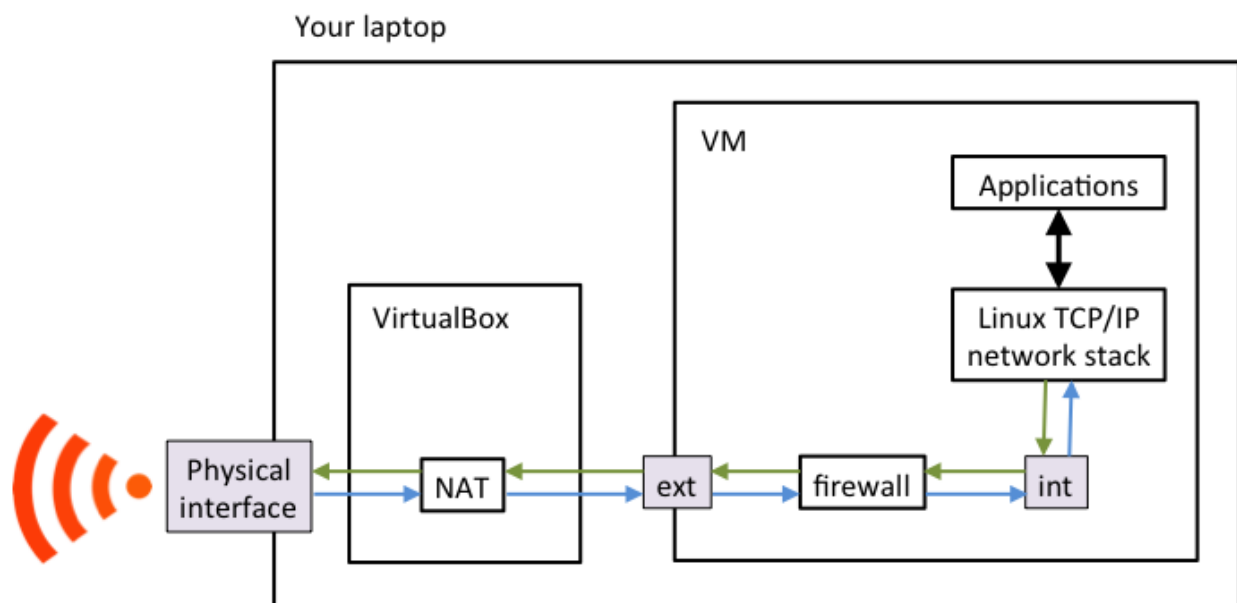 Your laptop
VM
Applications
VirtualBox
Linux TCP/IP
network stack
Physical
interface
NAT
ext
firewall
int